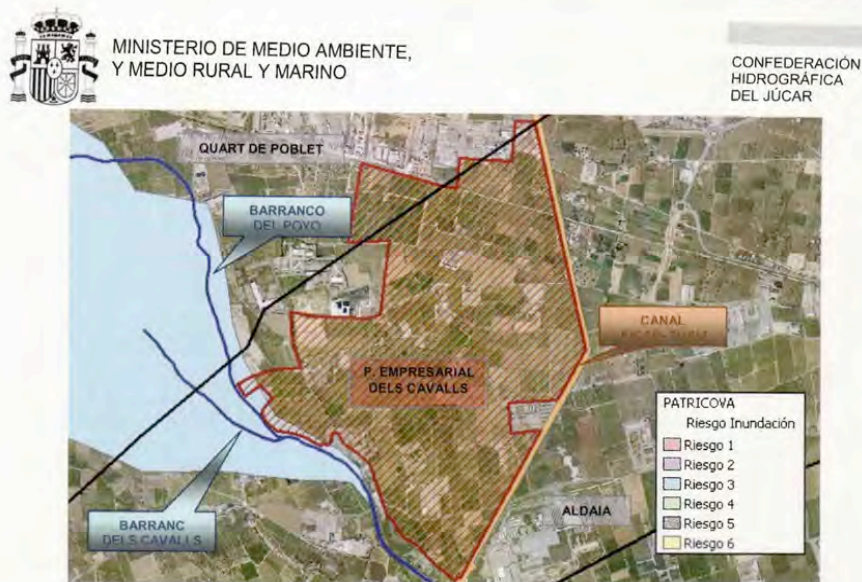 MINISTERIO DE MEDIO AMBIENTE,
Y MEDIO RURAL Y MARINO
CONFEDERACIÓN
HIDROGRÁFICA
DEL JÚCAR
QUART DE POBLET
BARRANCO
DEL POYO
CANAL
P. EMPRESARIAL
DELS CAVALLS
PATRICOVA
Riesgo Inundación
Riesgo 1
Riesgo 2
Riesgo 3
Riesgo 4
Riesgo 5
Riesgo 6
ALDAIA
BARRANC
DELS CAVALLS